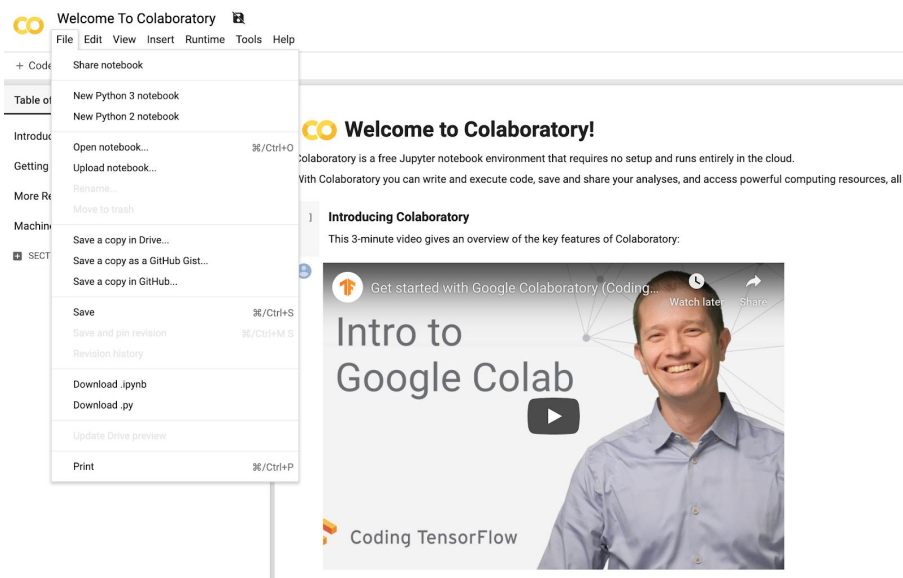 Welcome To Colaboratory
File Edit View Insert Runtime Tools Help
+ Code
Share notebook
Table of
New Python 3 notebook
New Python 2 notebook
Introduc
Open notebook... ⌘/Ctrl+O
Getting
Upload notebook...
More Re
Rename...
Move to trash
Machine
Save a copy in Drive...
SECT
Save a copy as a GitHub Gist...
Save a copy in GitHub...
Save ⌘/Ctrl+S
Save and pin revision ⌘/Ctrl+M S
Revision history
Download .ipynb
Download .py
Update Drive preview
Print ⌘/Ctrl+P
CO Welcome to Colaboratory!
Colaboratory is a free Jupyter notebook environment that requires no setup and runs entirely in the cloud.
With Colaboratory you can write and execute code, save and share your analyses, and access powerful computing resources, all
] Introducing Colaboratory
This 3-minute video gives an overview of the key features of Colaboratory:
Get started with Google Colaboratory (Coding...
Watch later Share
Intro to
Google Colab
Coding TensorFlow